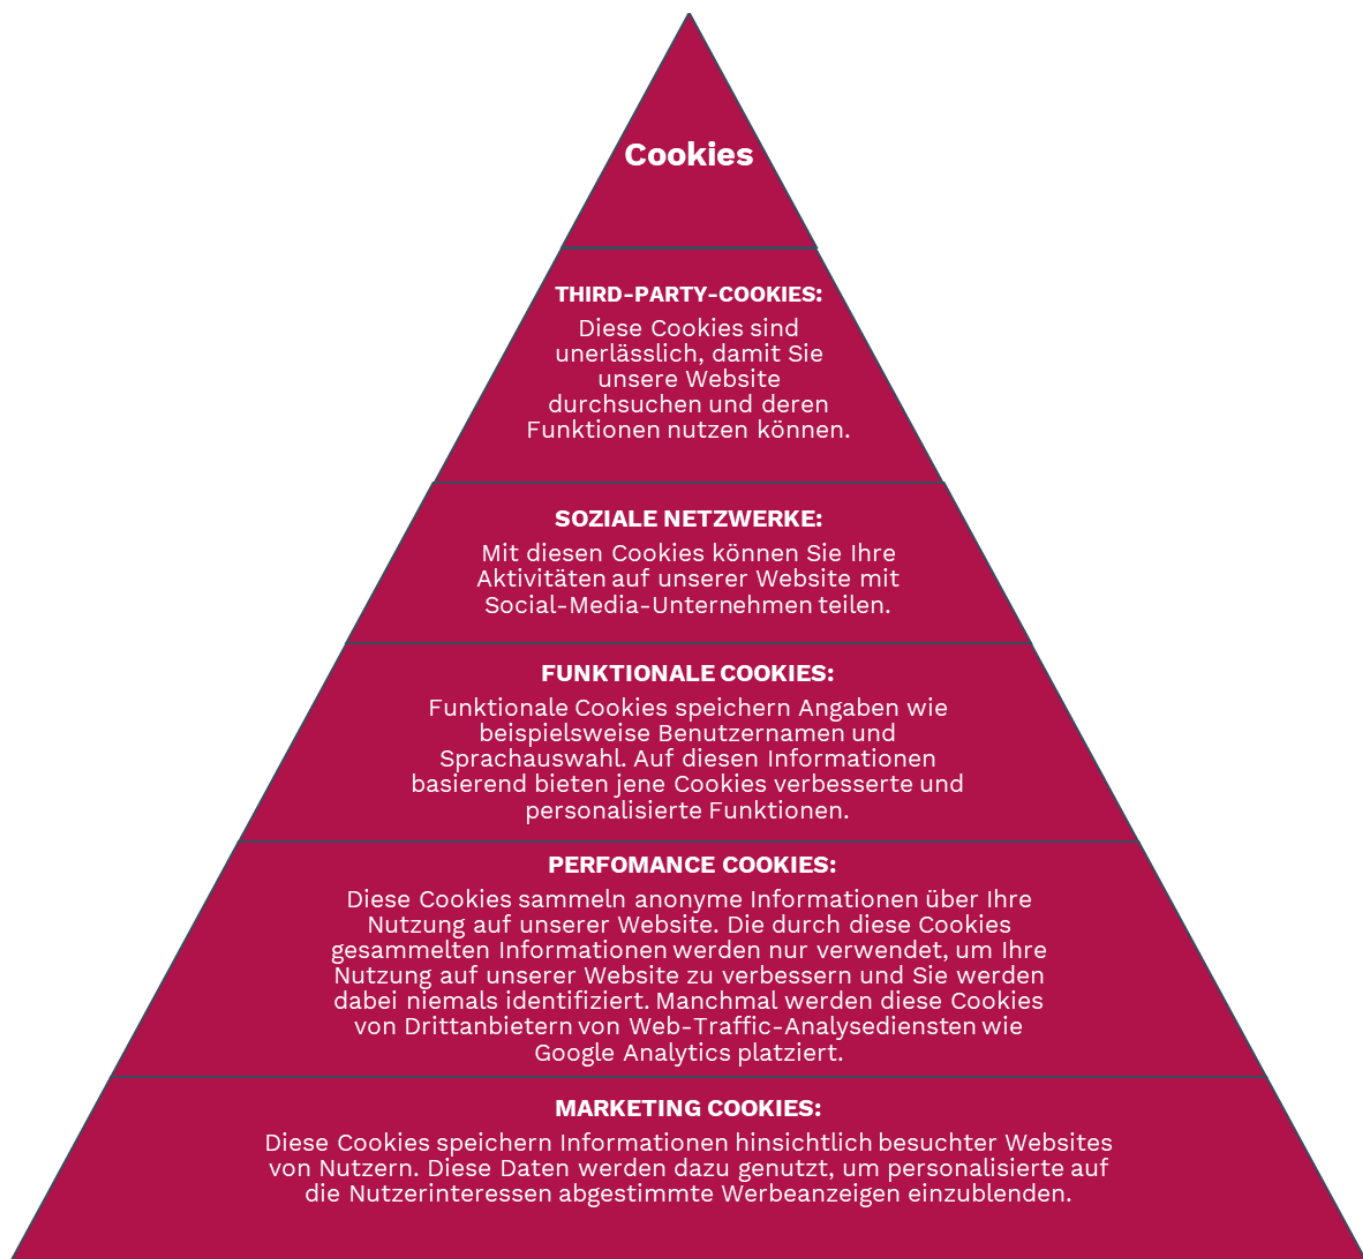 Cookies
THIRD-PARTY-COOKIES:
Diese Cookies sind
unerlässlich, damit Sie
unsere Website
durchsuchen und deren
Funktionen nutzen können.
SOZIALE NETZWERKE:
Mit diesen Cookies können Sie Ihre
Aktivitäten auf unserer Website mit
Social-Media-Unternehmen teilen.
FUNKTIONALE COOKIES:
Funktionale Cookies speichern Angaben wie
beispielsweise Benutzernamen und
Sprachauswahl. Auf diesen Informationen
basierend bieten jene Cookies verbesserte und
personalisierte Funktionen.
PERFOMANCE COOKIES:
Diese Cookies sammeln anonyme Informationen über Ihre
Nutzung auf unserer Website. Die durch diese Cookies
gesammelten Informationen werden nur verwendet, um Ihre
Nutzung auf unserer Website zu verbessern und Sie werden
dabei niemals identifiziert. Manchmal werden diese Cookies
von Drittanbietern von Web-Traffic-Analysediensten wie
Google Analytics platziert.
MARKETING COOKIES:
Diese Cookies speichern Informationen hinsichtlich besuchter Websites
von Nutzern. Diese Daten werden dazu genutzt, um personalisierte auf
die Nutzerinteressen abgestimmte Werbeanzeigen einzublenden.